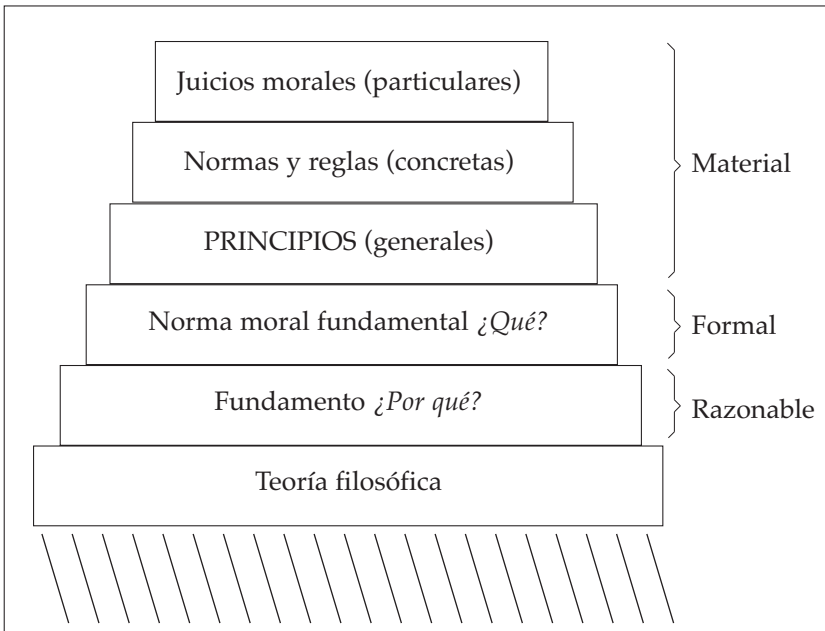 Juicios morales (particulares)
Normas y reglas (concretas)
Material
PRINCIPIOS (generales)
Norma moral fundamental ¿Qué?
Formal
Fundamento ¿Por qué?
Razonable
Teoría filosófica